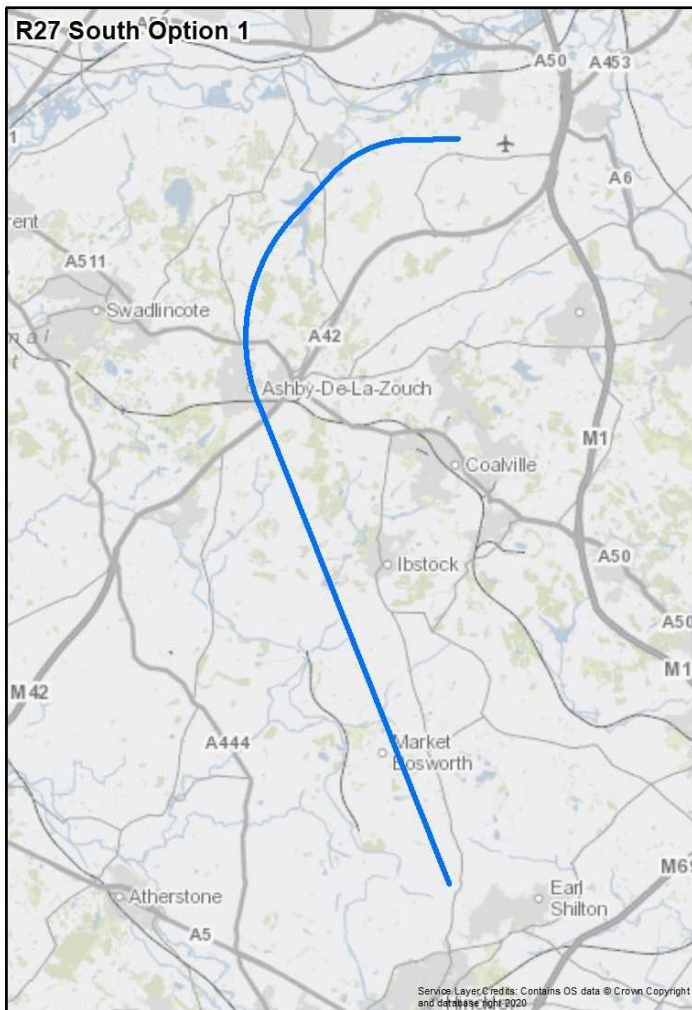 R27 South Option 1
A50
A453
A6
A511
Swadlincote
A42
Ashby-De-La-Zouch
M1
Coalville
A50
Ibstock
A50
M1
M42
A444
Market
Bosworth
M69
Atherstone
Earl
Shilton
A5
Service Layer Credits: Contains OS data © Crown Copyright
and database right 2020